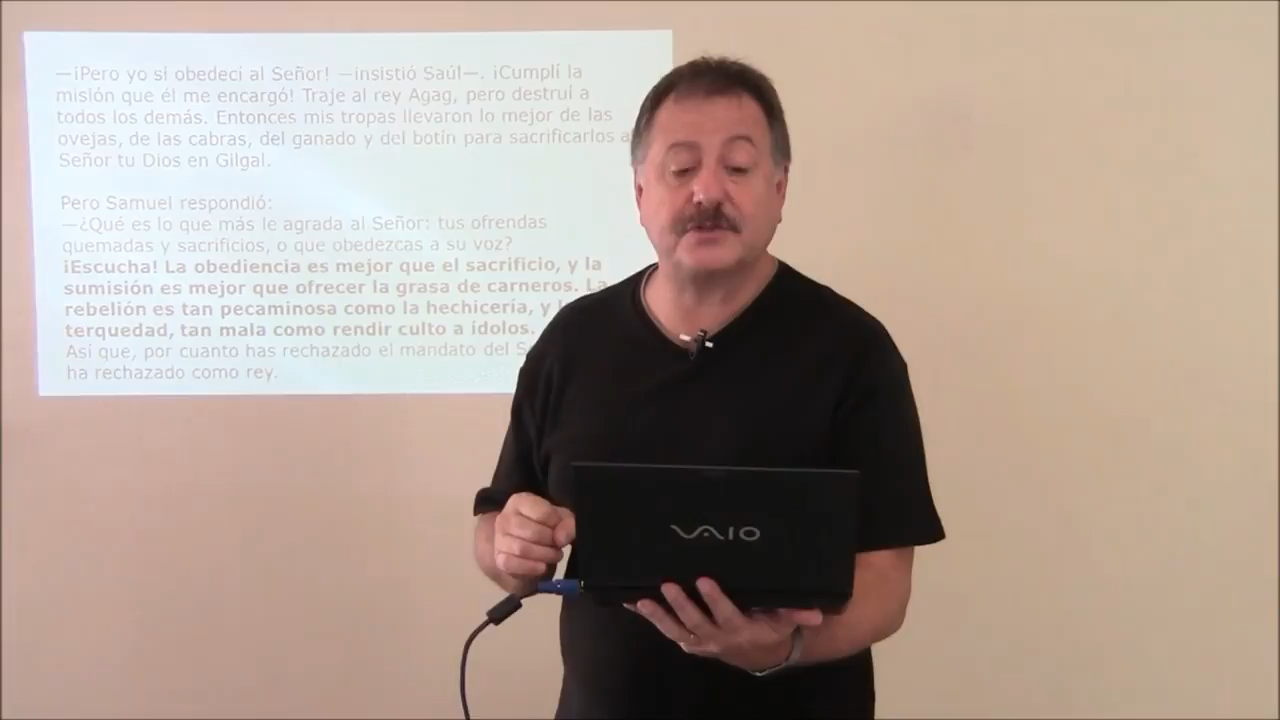 —¡Pero yo si obedecí al Señor! —insistió Saúl—. ¡Cumplí la
misión que él me encargó! Traje al rey Agag, pero destruí a
todos los demás. Entonces mis tropas llevaron lo mejor de las
ovejas, de las cabras, del ganado y del botín para sacrificarlos
Señor tu Dios en Gilgal.
Pero Samuel respondió:
—¿Qué es lo que más le agrada al Señor: tus ofrendas
quemadas y sacrificios, o que obedezcas a su voz?
¡Escucha! La obediencia es mejor que el sacrificio, y la
sumisión es mejor que ofrecer la grasa de carneros. La
rebelión es tan pecaminosa como la hechicería, y
terquedad, tan mala como rendir culto a ídolos.
Así que, por cuanto has rechazado el mandato del
ha rechazado como rey.
VAIO